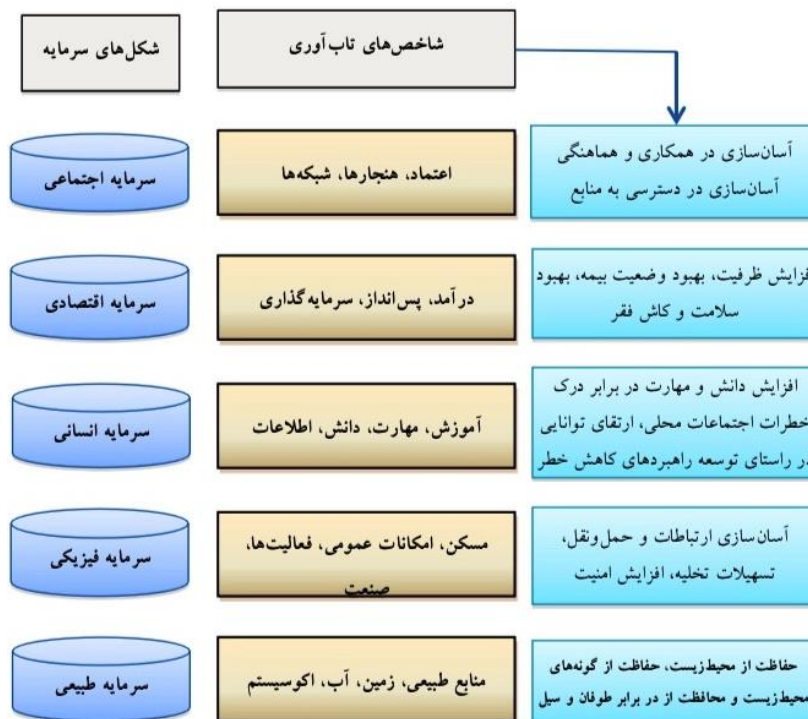 شکل‌های سرمایه
شاخص‌های تاب‌آوری
سرمایه اجتماعی
اعتماد، هنجارها، شبکه‌ها
آسان‌سازی در همکاری و هماهنگی
آسان‌سازی در دسترسی به منابع
سرمایه اقتصادی
درآمد، پس‌انداز، سرمایه‌گذاری
فزایش ظرفیت، بهبود وضعیت بیمه، بهبود
سلامت و کاش فقر
سرمایه انسانی
آموزش، مهارت، دانش، اطلاعات
افزایش دانش و مهارت در برابر درک
خطرات اجتماعات محلی، ارتقای توانایی
در راستای توسعه راهبردهای کاهش خطر
سرمایه فیزیکی
مسکن، امکانات عمومی، فعالیت‌ها،
صنعت
آسان‌سازی ارتباطات و حمل‌ونقل،
تسهیلات تخلیه، افزایش امنیت
سرمایه طبیعی
منابع طبیعی، زمین، آب، اکوسیستم
حفاظت از محیط‌زیست، حفاظت از گونه‌های
محیط‌زیست و محافظت از در برابر طوفان و سیل